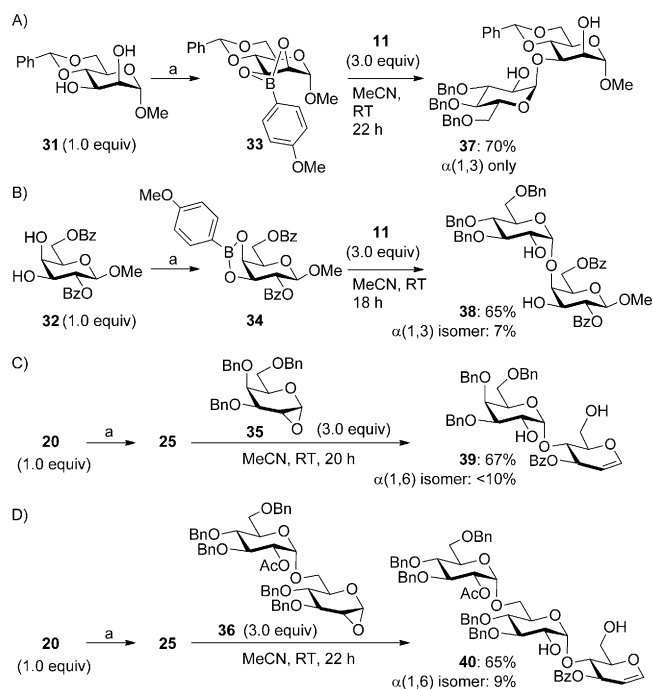 A)
Ph O O OH O HO OMe
31 (1.0 equiv)
a
Ph O O O O B O OMe OMe
33
11
(3.0 equiv)
MeCN,
RT
22 h
Ph O O OH O O OMe OH BnO BnO O BnO
37: 70%
α(1,3) only
B)
HO OBz O HO OMe BzO
32 (1.0 equiv)
a
MeO B O O OBz O OMe BzO
34
11
(3.0 equiv)
MeCN, RT
18 h
OBn BnO O BnO OH O OBz O HO OMe BzO
38: 65%
α(1,3) isomer: 7%
C)
20
(1.0 equiv)
a
25
BnO OBn O BnO O
35
(3.0 equiv)
MeCN, RT, 20 h
BnO OBn O BnO OH O OH O BzO
39: 67%
α(1,6) isomer: <10%
D)
20
(1.0 equiv)
a
25
OBn BnO O BnO AcO O BnO O BnO O
36 (3.0 equiv)
MeCN, RT, 22 h
OBn BnO O BnO AcO O BnO O BnO OH O OH O BzO
40: 65%
α(1,6) isomer: 9%